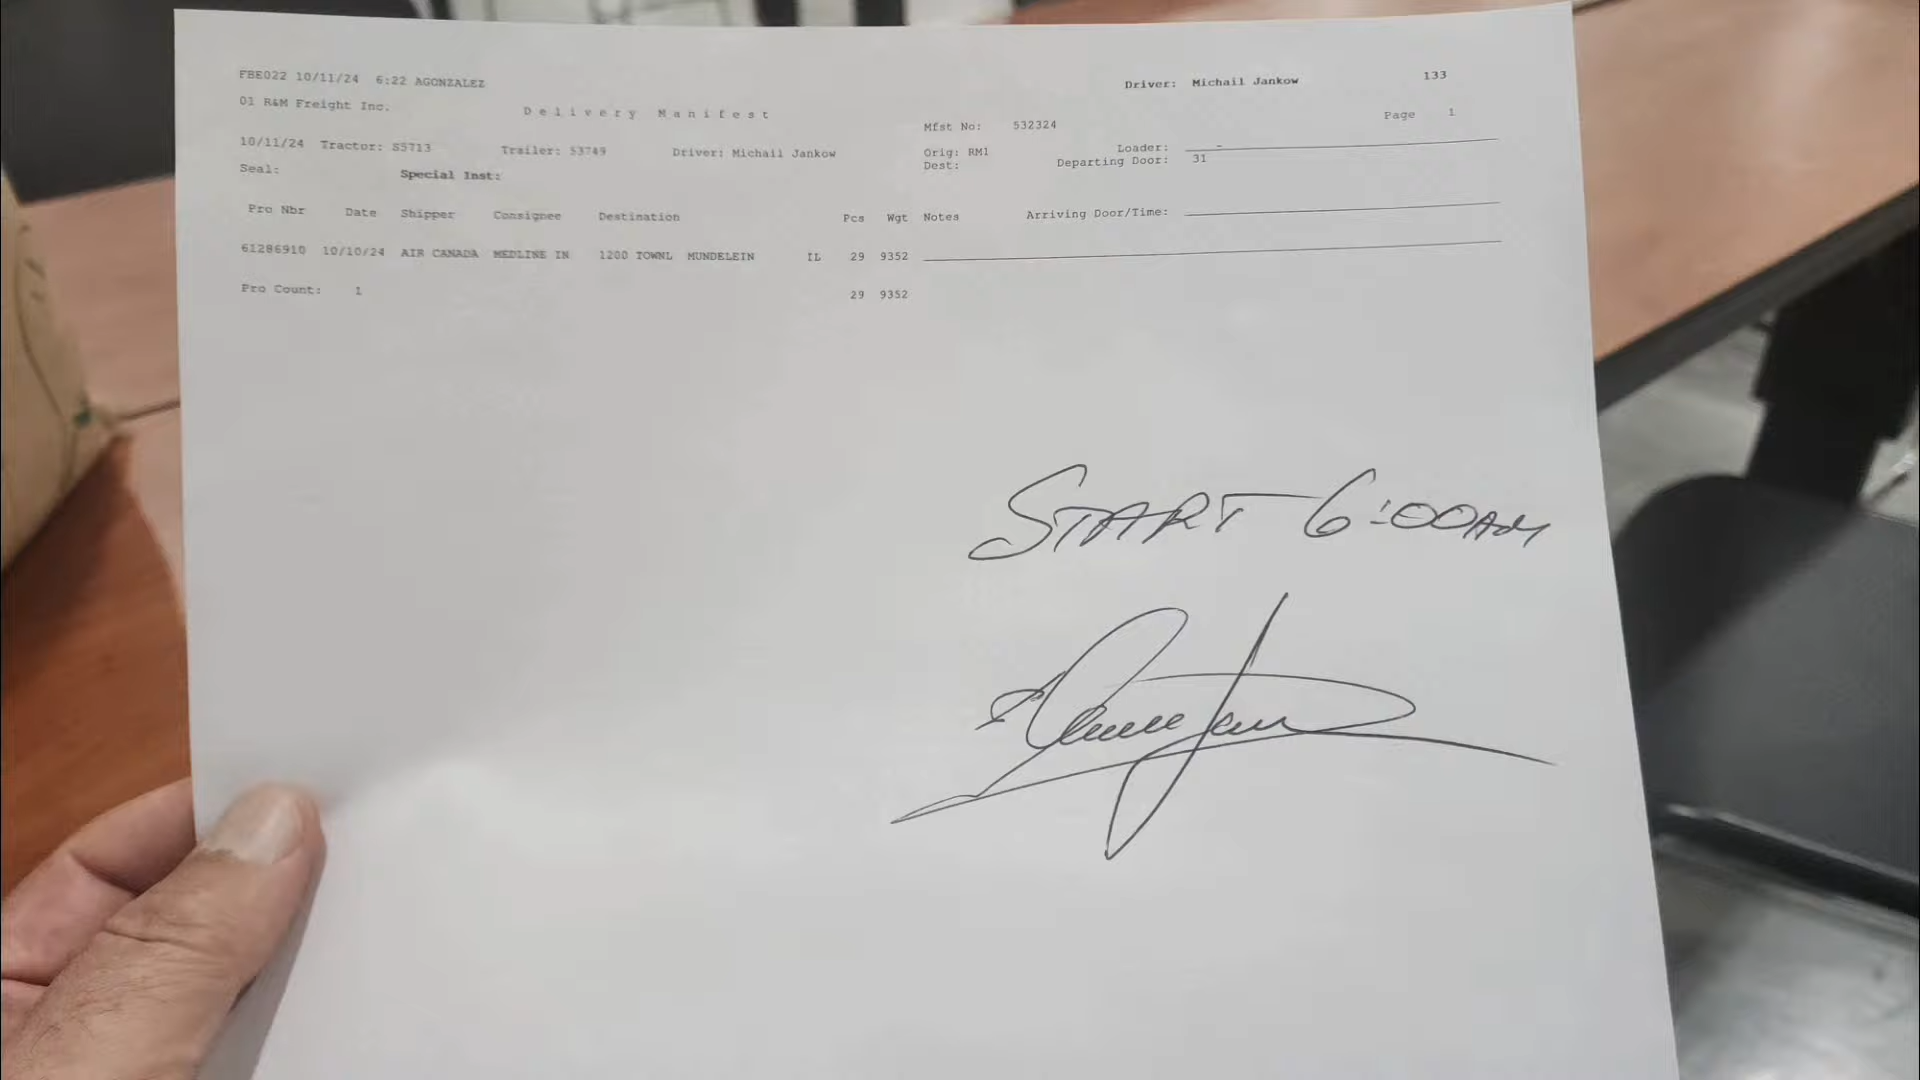 FBE022 10/11/24 6:22 AGONZALEZ Driver: Michail Jankow 133
01 R&M Freight Inc. Delivery Manifest Page 1
Mfst No: 532324
10/11/24 Tractor: S5713 Trailer: 53749 Driver: Michail Jankow Orig: RM1 Loader:
Seal: Special Inst: Dest: Departing Door: 31
Pro Nbr Date Shipper Consignee Destination Pcs Wgt Notes Arriving Door/Time:
61286910 10/10/24 AIR CANADA MEDLINE IN 1200 TOWNL MUNDELEIN IL 29 9352
Pro Count: 1 29 9352
START 6:00AM